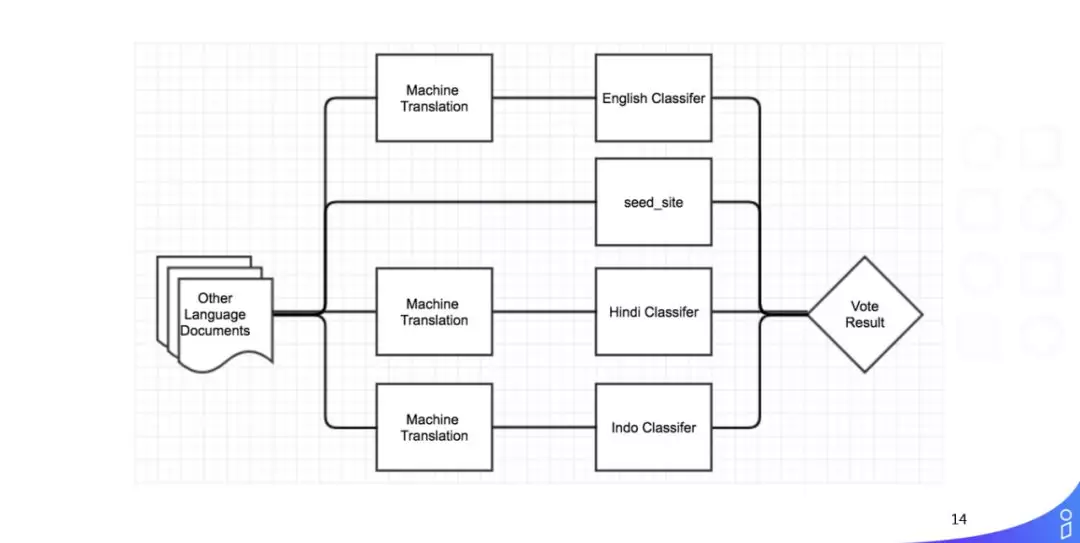 Machine
Translation
English Classifer
seed_site
Other
Language
Documents
Machine
Translation
Hindi Classifer
Vote
Result
Machine
Translation
Indo Classifer
14